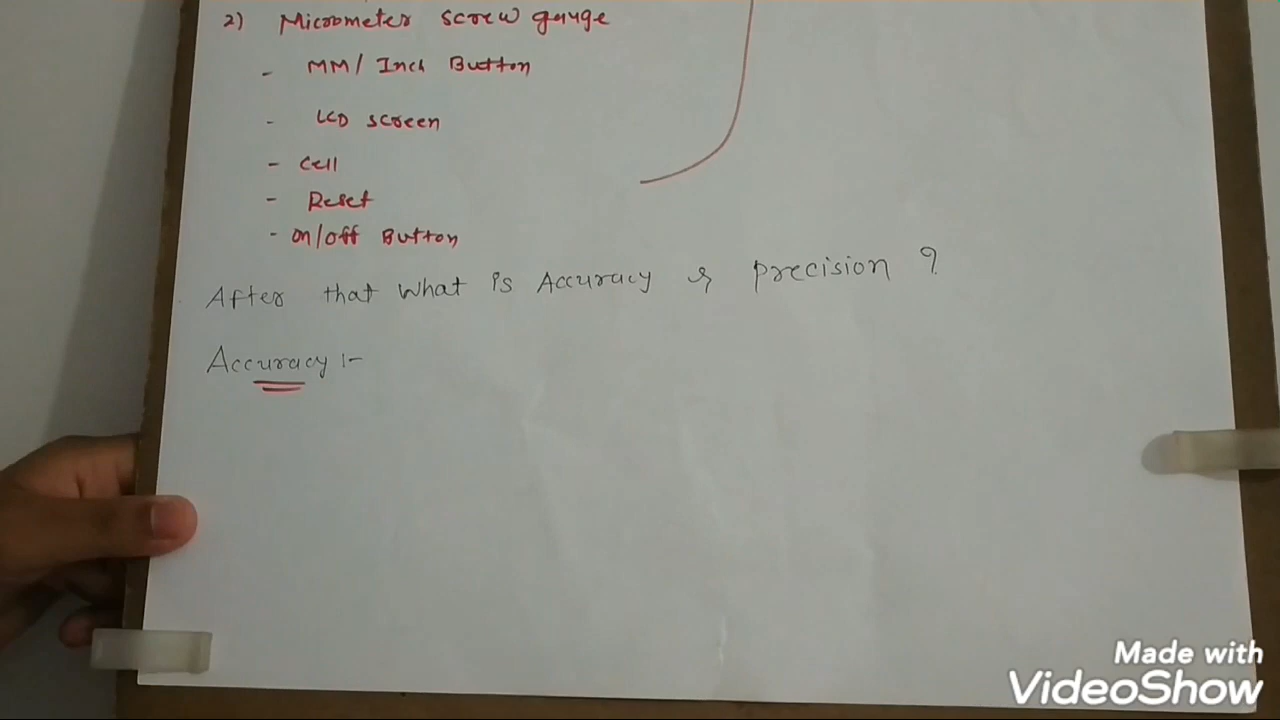 2) Micrometer screw gauge
- MM/ Inch Button
- LCD screen
- Cell
- Reset
- On/off Button
After that What is Accuracy & precision ?
Accuracy :-
Made with
VideoShow